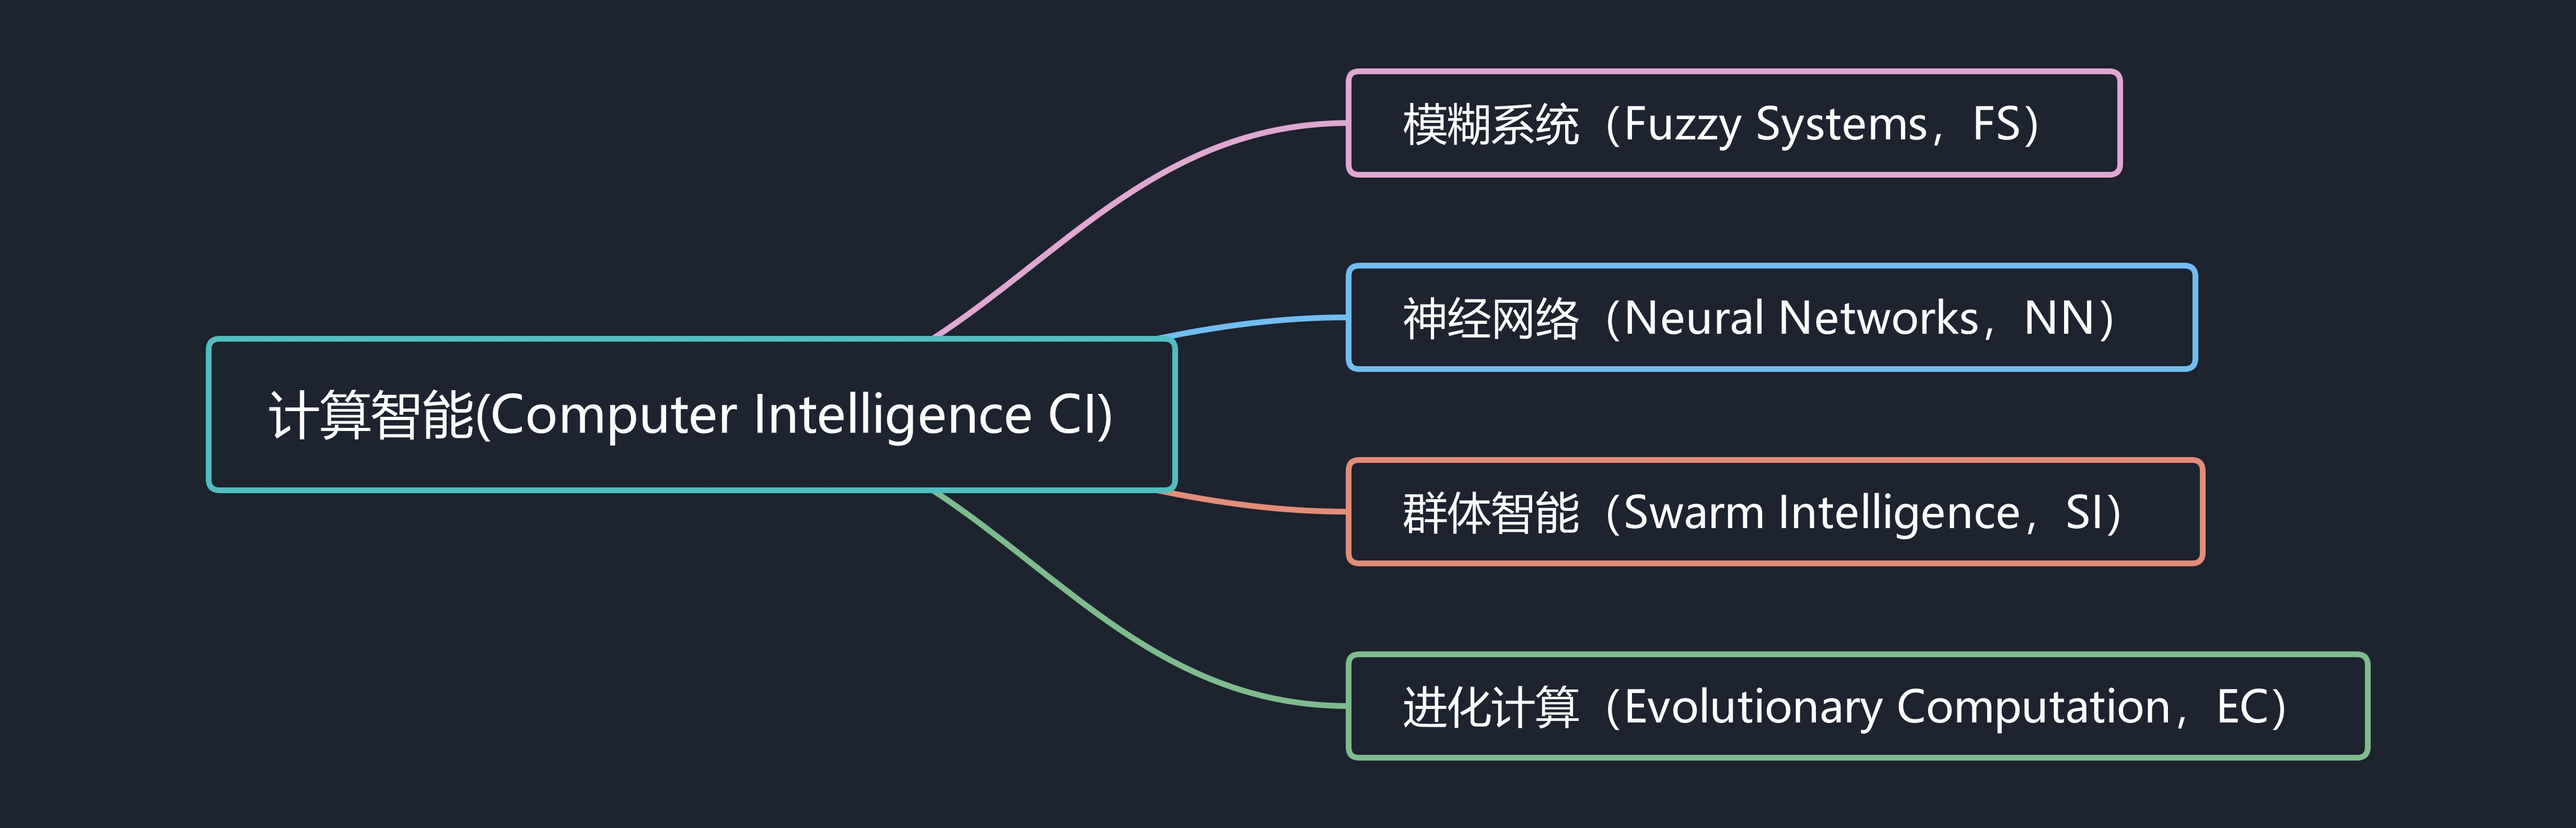 模糊系统（Fuzzy Systems，FS）
神经网络（Neural Networks，NN）
计算智能(Computer Intelligence CI)
群体智能（Swarm Intelligence，SI）
进化计算（Evolutionary Computation，EC）